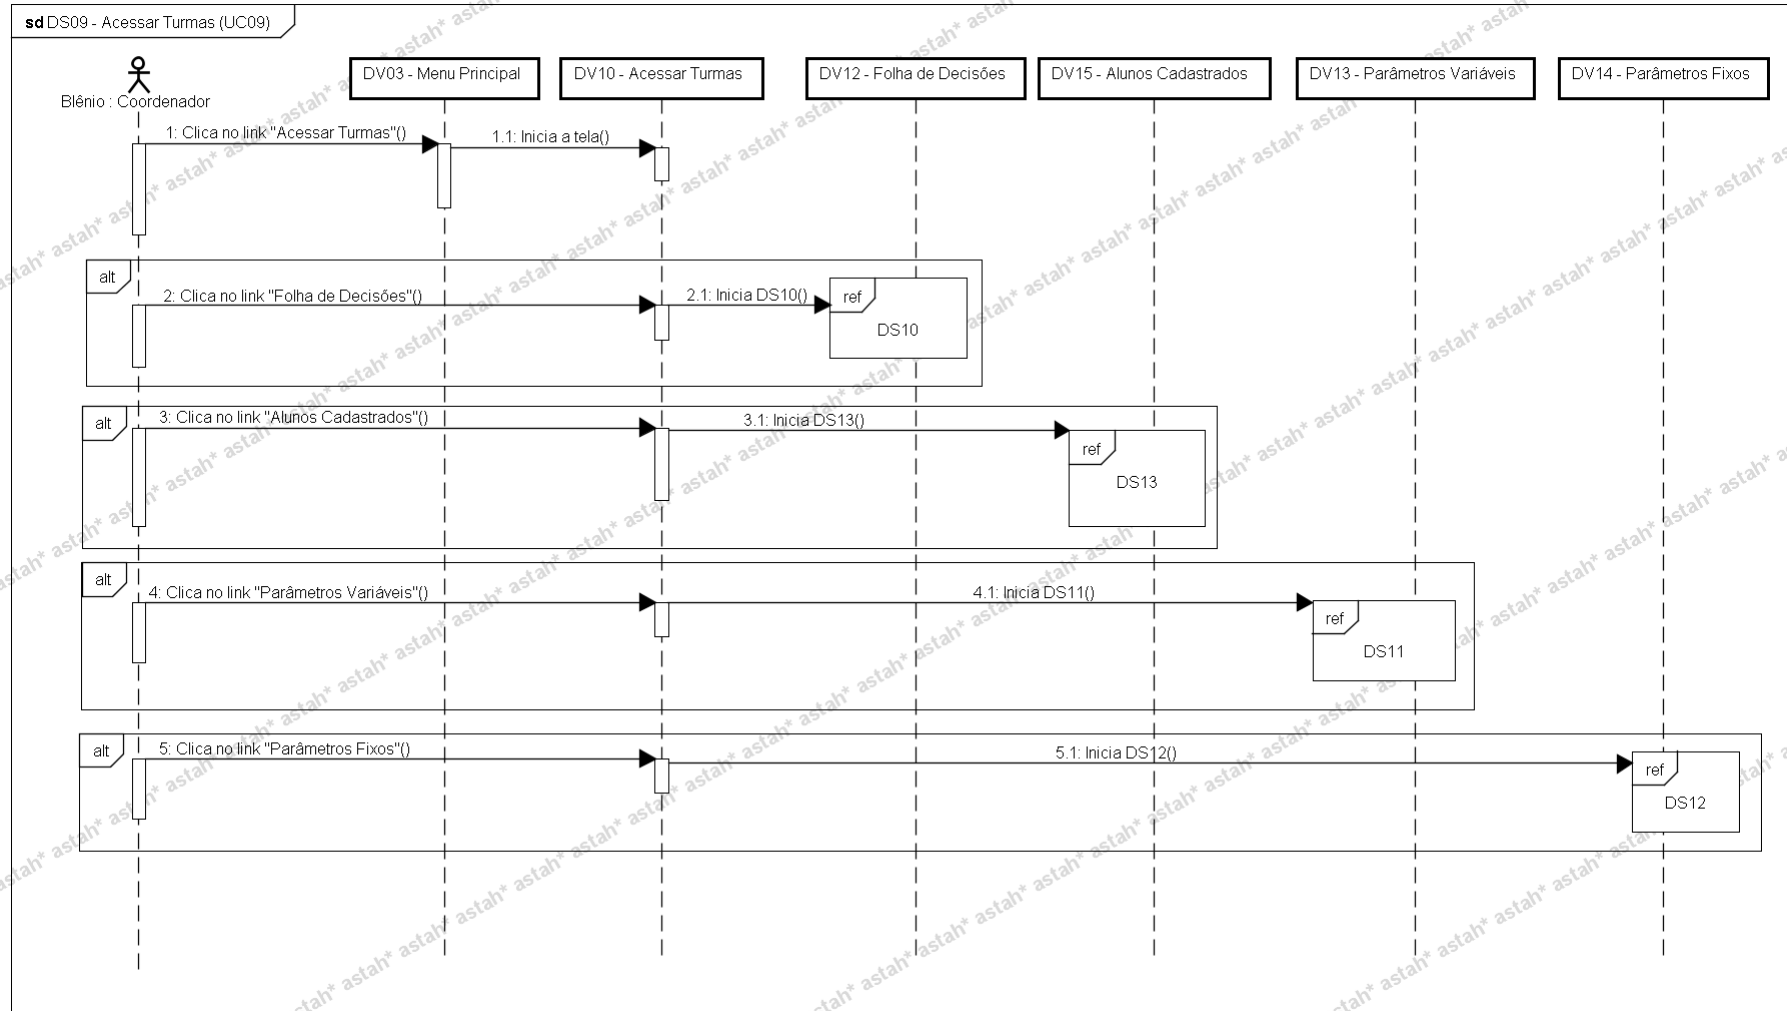 sd DS09 - Acessar Turmas (UC09)
Blênio : Coordenador
DV03 - Menu Principal
DV10 - Acessar Turmas
DV12 - Folha de Decisões
DV15 - Alunos Cadastrados
DV13 - Parâmetros Variáveis
DV14 - Parâmetros Fixos
1: Clica no link "Acessar Turmas"()
1.1: Inicia a tela()
alt
2: Clica no link "Folha de Decisões"()
2.1: Inicia DS10()
ref
DS10
alt
3: Clica no link "Alunos Cadastrados"()
3.1: Inicia DS13()
ref
DS13
alt
4: Clica no link "Parâmetros Variáveis"()
4.1: Inicia DS11()
ref
DS11
alt
5: Clica no link "Parâmetros Fixos"()
5.1: Inicia DS12()
ref
DS12